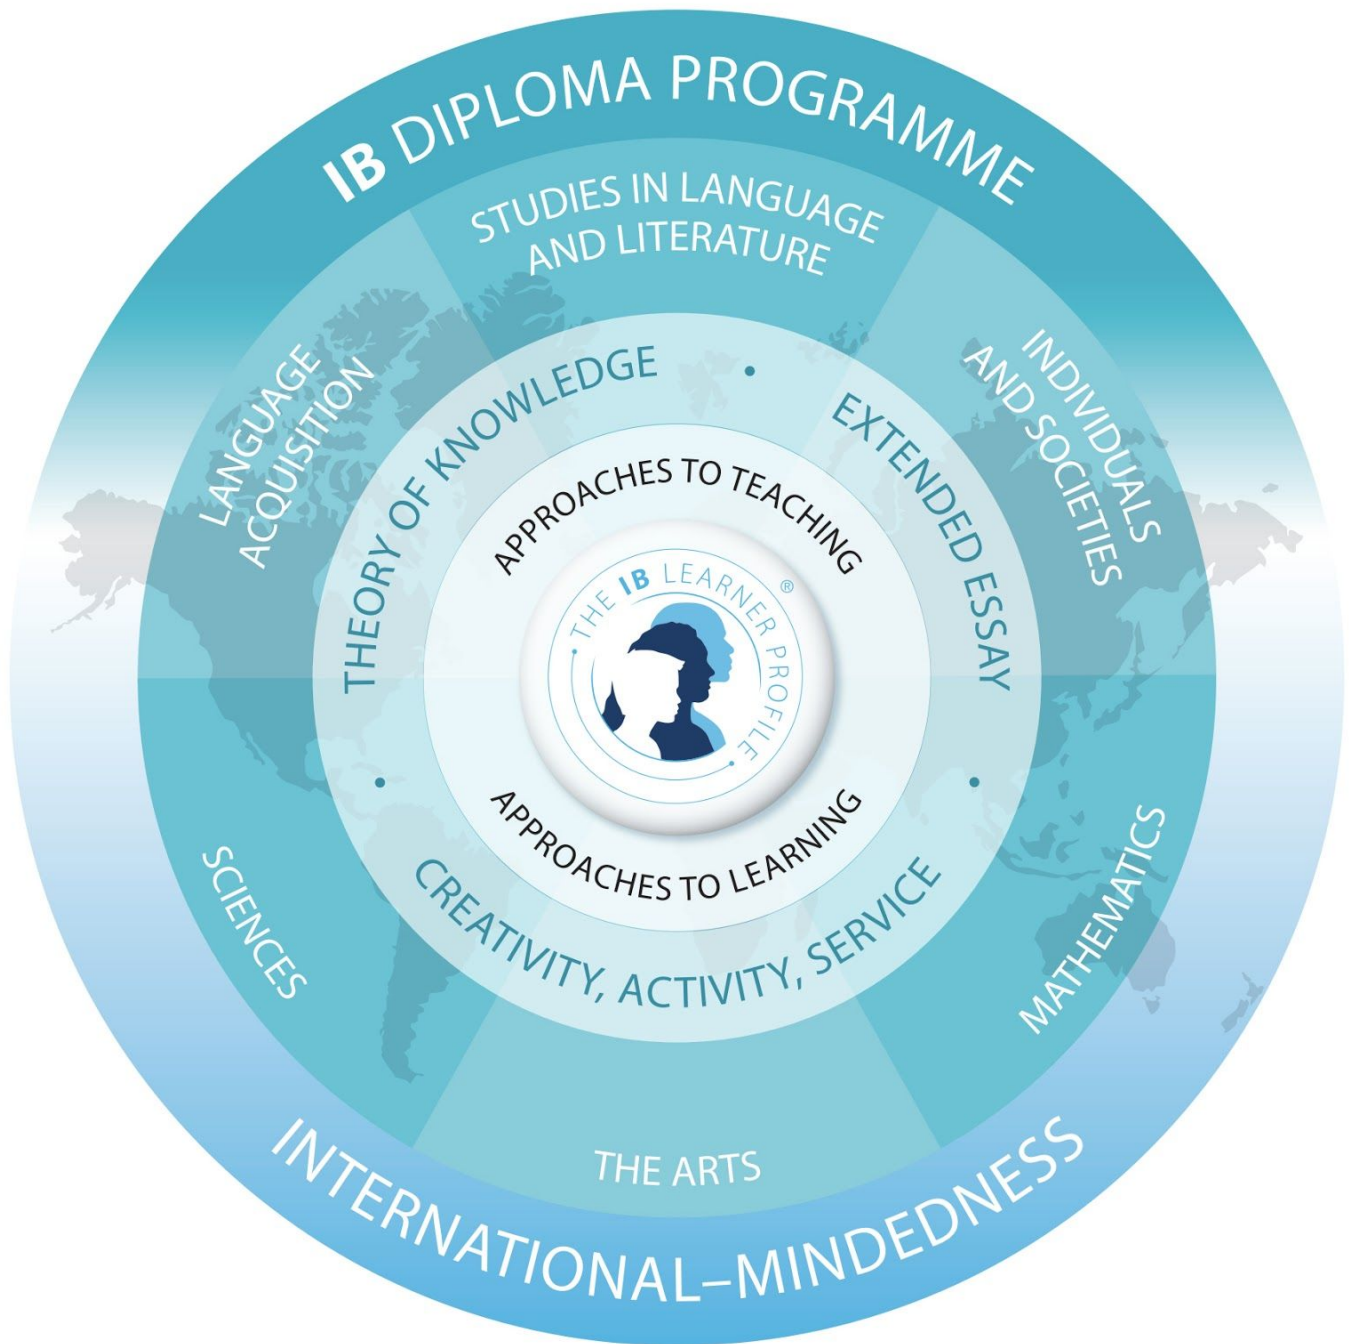 IB DIPLOMA PROGRAMME
STUDIES IN LANGUAGE
AND LITERATURE
LANGUAGE
ACQUISITION
INDIVIDUALS
AND SOCIETIES
THEORY OF KNOWLEDGE
•
EXTENDED ESSAY
•
APPROACHES TO TEACHING
THE IB LEARNER PROFILE
®
APPROACHES TO LEARNING
•
CREATIVITY, ACTIVITY, SERVICE
SCIENCES
MATHEMATICS
THE ARTS
INTERNATIONAL–MINDEDNESS